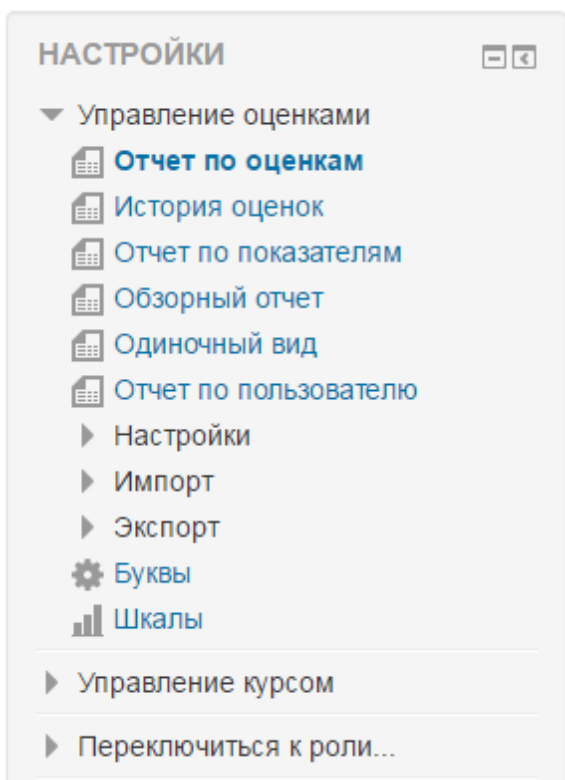 НАСТРОЙКИ
Управление оценками
Отчет по оценкам
История оценок
Отчет по показателям
Обзорный отчет
Одиночный вид
Отчет по пользователю
Настройки
Импорт
Экспорт
Буквы
Шкалы
Управление курсом
Переключиться к роли...